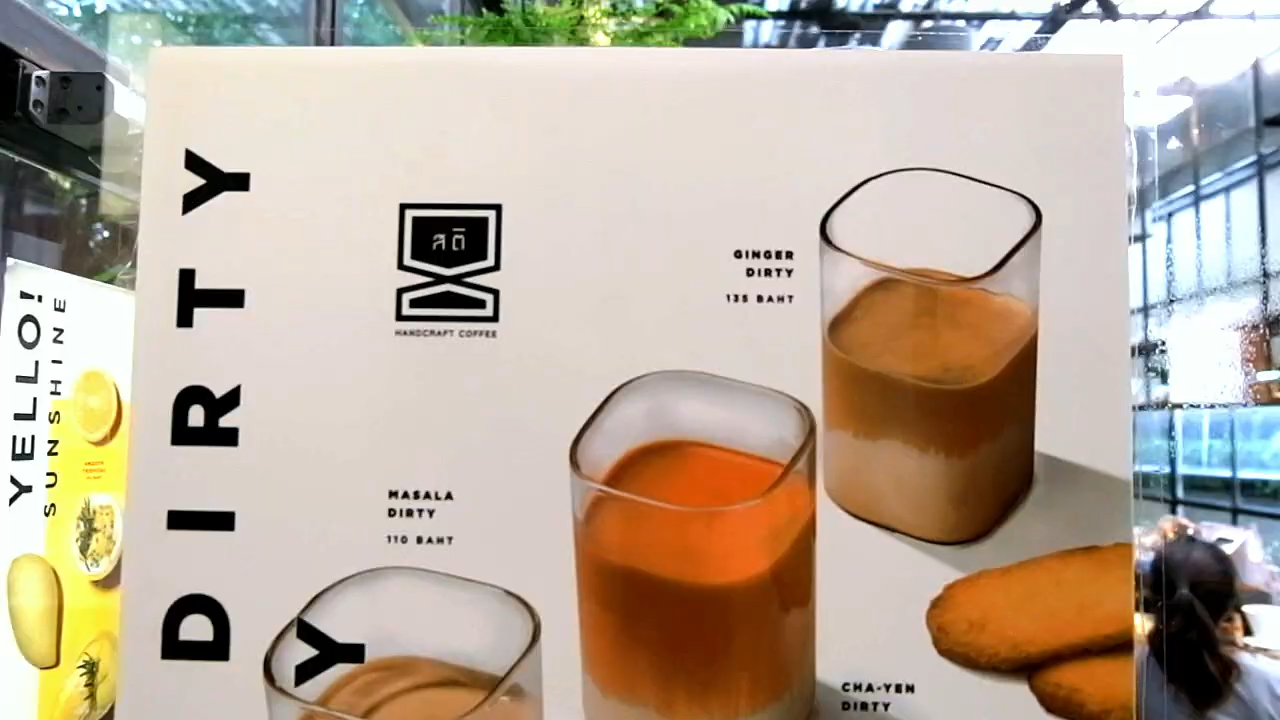 YELLO!
SUNSHINE
DIRTY
Y
สติ
HANDCRAFT COFFEE
GINGER
DIRTY
135 BAHT
MASALA
DIRTY
110 BAHT
CHA-YEN
DIRTY